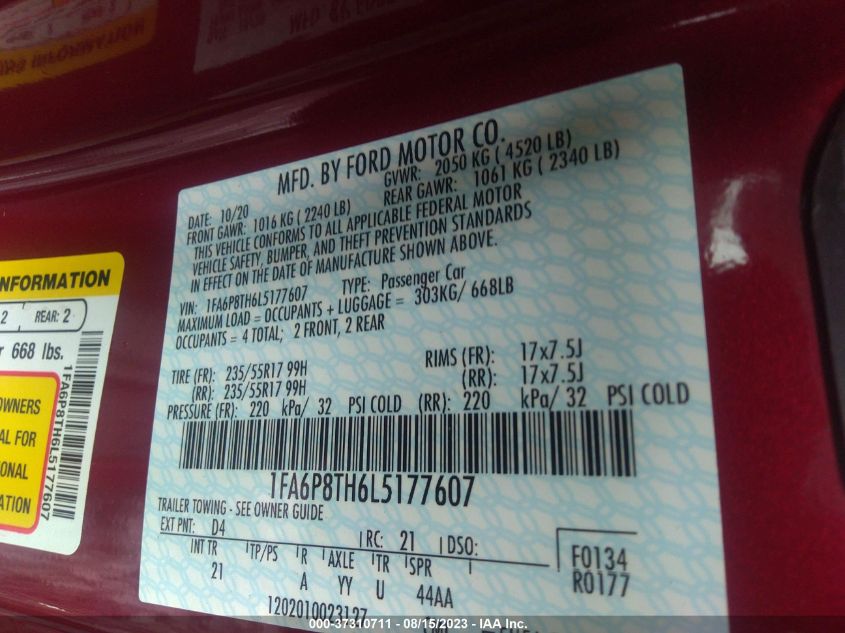 MFD. BY FORD MOTOR CO.
DATE: 10/20 GVWR: 2050 KG ( 4520 LB)
FRONT GAWR: 1016 KG ( 2240 LB) REAR GAWR: 1061 KG ( 2340 LB)
THIS VEHICLE CONFORMS TO ALL APPLICABLE FEDERAL MOTOR
VEHICLE SAFETY, BUMPER, AND THEFT PREVENTION STANDARDS
IN EFFECT ON THE DATE OF MANUFACTURE SHOWN ABOVE.
VIN: 1FA6P8TH6L5177607 TYPE: Passenger Car
MAXIMUM LOAD = OCCUPANTS + LUGGAGE = 303KG/ 668LB
OCCUPANTS = 4 TOTAL; 2 FRONT, 2 REAR
TIRE (FR): 235/55R17 99H RIMS (FR): 17x7.5J
(RR): 235/55R17 99H (RR): 17x7.5J
PRESSURE (FR): 220 kPa/ 32 PSI COLD (RR): 220 kPa/ 32 PSI COLD
1FA6P8TH6L5177607
TRAILER TOWING - SEE OWNER GUIDE
EXT PNT: D4 RC: 21 DSO:
INT TR TP/PS R AXLE TR SPR
21 A YY U 44AA
F0134
R0177
1202010023127
INFORMATION
2 REAR: 2
668 lbs.
1FA6P8TH6L5177607
OWNERS
AL FOR
TIONAL
000-37310711 - 08/15/2023 - IAA Inc.